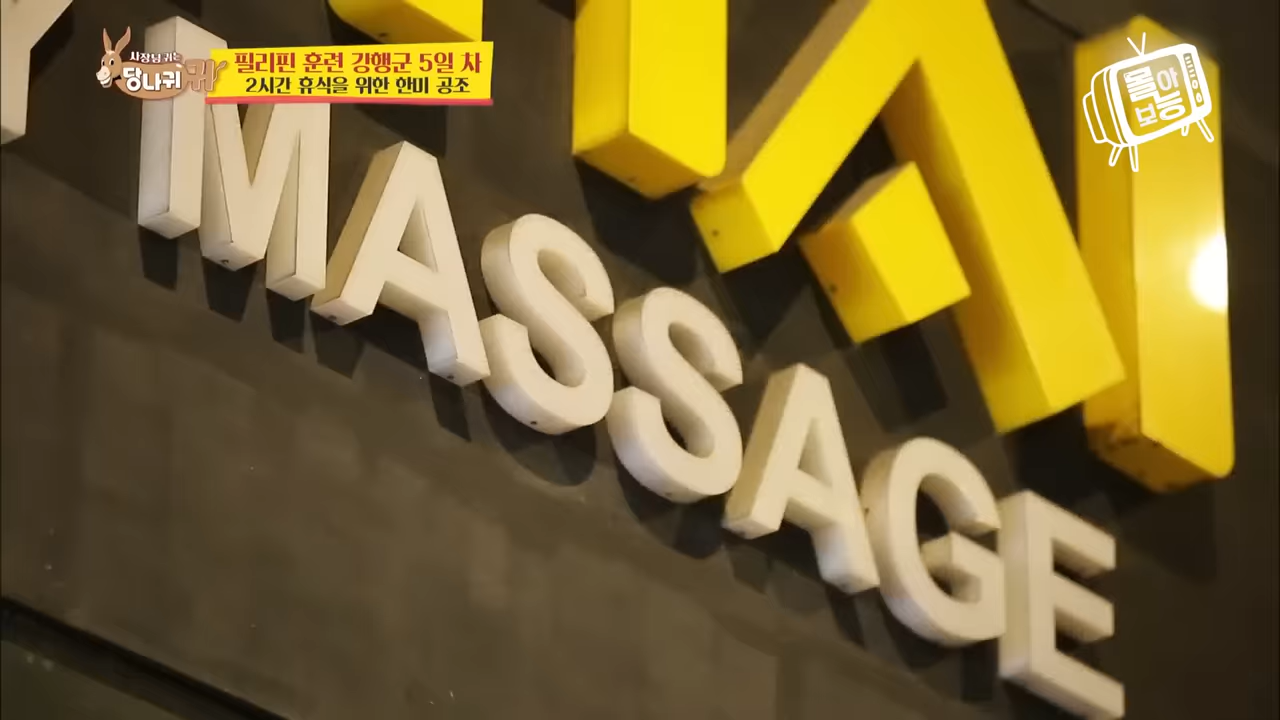 사장님 귀는
당나귀 귀
필리핀 훈련 강행군 5일 차
2시간 휴식을 위한 한미 공조
몰아
보능
MASSAGE